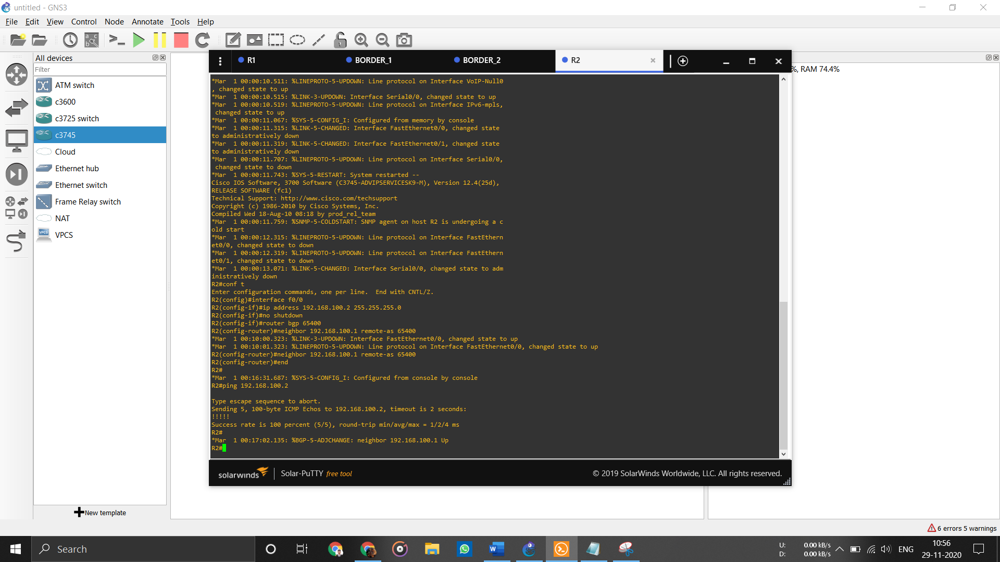 untitled - GNS3
File Edit View Control Node Annotate Tools Help
All devices
Filter
ATM switch
c3600
c3725 switch
c3745
Cloud
Ethernet hub
Ethernet switch
Frame Relay switch
NAT
VPCS
New template
R1 BORDER_1 BORDER_2 R2
%, RAM 74.4%
*Mar  1 00:00:10.511: %LINEPROTO-5-UPDOWN: Line protocol on Interface VoIP-Null0
, changed state to up
*Mar  1 00:00:10.515: %LINK-3-UPDOWN: Interface Serial0/0, changed state to up
*Mar  1 00:00:10.519: %LINEPROTO-5-UPDOWN: Line protocol on Interface IPv6-mpls,
 changed state to up
*Mar  1 00:00:11.067: %SYS-5-CONFIG_I: Configured from memory by console
*Mar  1 00:00:11.315: %LINK-5-CHANGED: Interface FastEthernet0/0, changed state
to administratively down
*Mar  1 00:00:11.319: %LINK-5-CHANGED: Interface FastEthernet0/1, changed state
to administratively down
*Mar  1 00:00:11.707: %LINEPROTO-5-UPDOWN: Line protocol on Interface Serial0/0,
 changed state to down
*Mar  1 00:00:11.743: %SYS-5-RESTART: System restarted --
Cisco IOS Software, 3700 Software (C3745-ADVIPSERVICESK9-M), Version 12.4(25d),
RELEASE SOFTWARE (fc1)
Technical Support: http://www.cisco.com/techsupport
Copyright (c) 1986-2010 by Cisco Systems, Inc.
Compiled Wed 18-Aug-10 08:18 by prod_rel_team
*Mar  1 00:00:11.759: %SNMP-5-COLDSTART: SNMP agent on host R2 is undergoing a c
old start
*Mar  1 00:00:12.315: %LINEPROTO-5-UPDOWN: Line protocol on Interface FastEthern
et0/0, changed state to down
*Mar  1 00:00:12.319: %LINEPROTO-5-UPDOWN: Line protocol on Interface FastEthern
et0/1, changed state to down
*Mar  1 00:00:13.071: %LINK-5-CHANGED: Interface Serial0/0, changed state to adm
inistratively down
R2#conf t
Enter configuration commands, one per line.  End with CNTL/Z.
R2(config)#interface f0/0
R2(config-if)#ip address 192.168.100.2 255.255.255.0
R2(config-if)#no shutdown
R2(config-if)#router bgp 65400
R2(config-router)#neighbor 192.168.100.1 remote-as 65400
*Mar  1 00:10:00.323: %LINK-3-UPDOWN: Interface FastEthernet0/0, changed state to up
*Mar  1 00:10:01.323: %LINEPROTO-5-UPDOWN: Line protocol on Interface FastEthernet0/0, changed state to up
R2(config-router)#neighbor 192.168.100.1 remote-as 65400
R2(config-router)#end
R2#
*Mar  1 00:16:31.687: %SYS-5-CONFIG_I: Configured from console by console
R2#ping 192.168.100.2
Type escape sequence to abort.
Sending 5, 100-byte ICMP Echos to 192.168.100.2, timeout is 2 seconds:
!!!!!
Success rate is 100 percent (5/5), round-trip min/avg/max = 1/2/4 ms
R2#
*Mar  1 00:17:02.135: %BGP-5-ADJCHANGE: neighbor 192.168.100.1 Up
R2#
solarwinds Solar-PuTTY free tool © 2019 SolarWinds Worldwide, LLC. All rights reserved.
6 errors 5 warnings
Search
U: 0.00 kB/s
D: 0.00 kB/s
ENG
10:56
29-11-2020